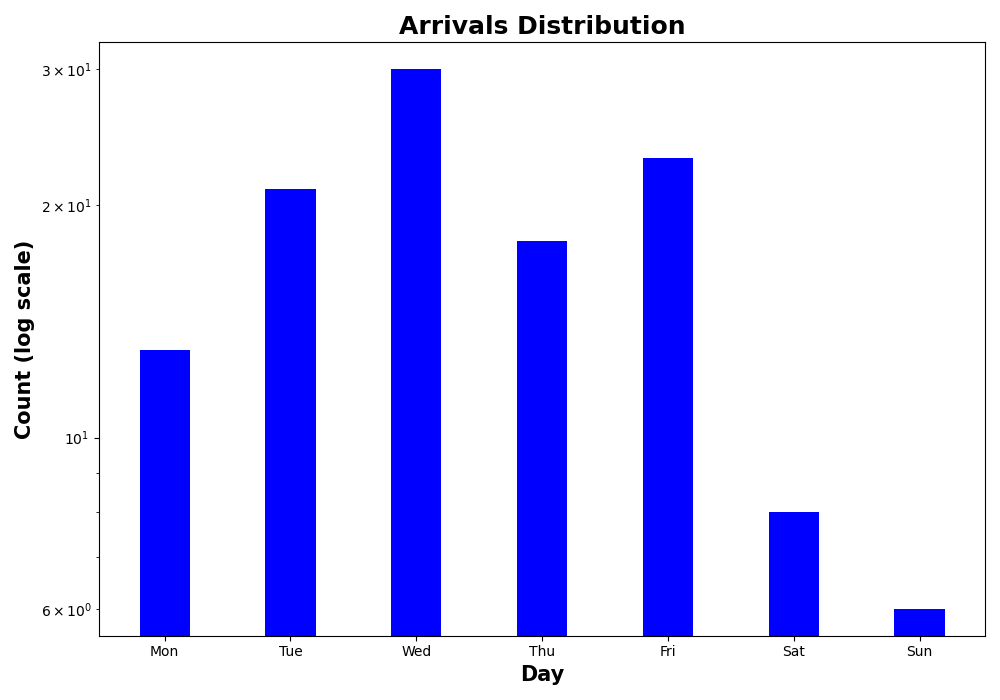 Arrivals Distribution
3 × 10¹
2 × 10¹
10¹
6 × 10⁰
Count (log scale)
Mon Tue Wed Thu Fri Sat Sun
Day